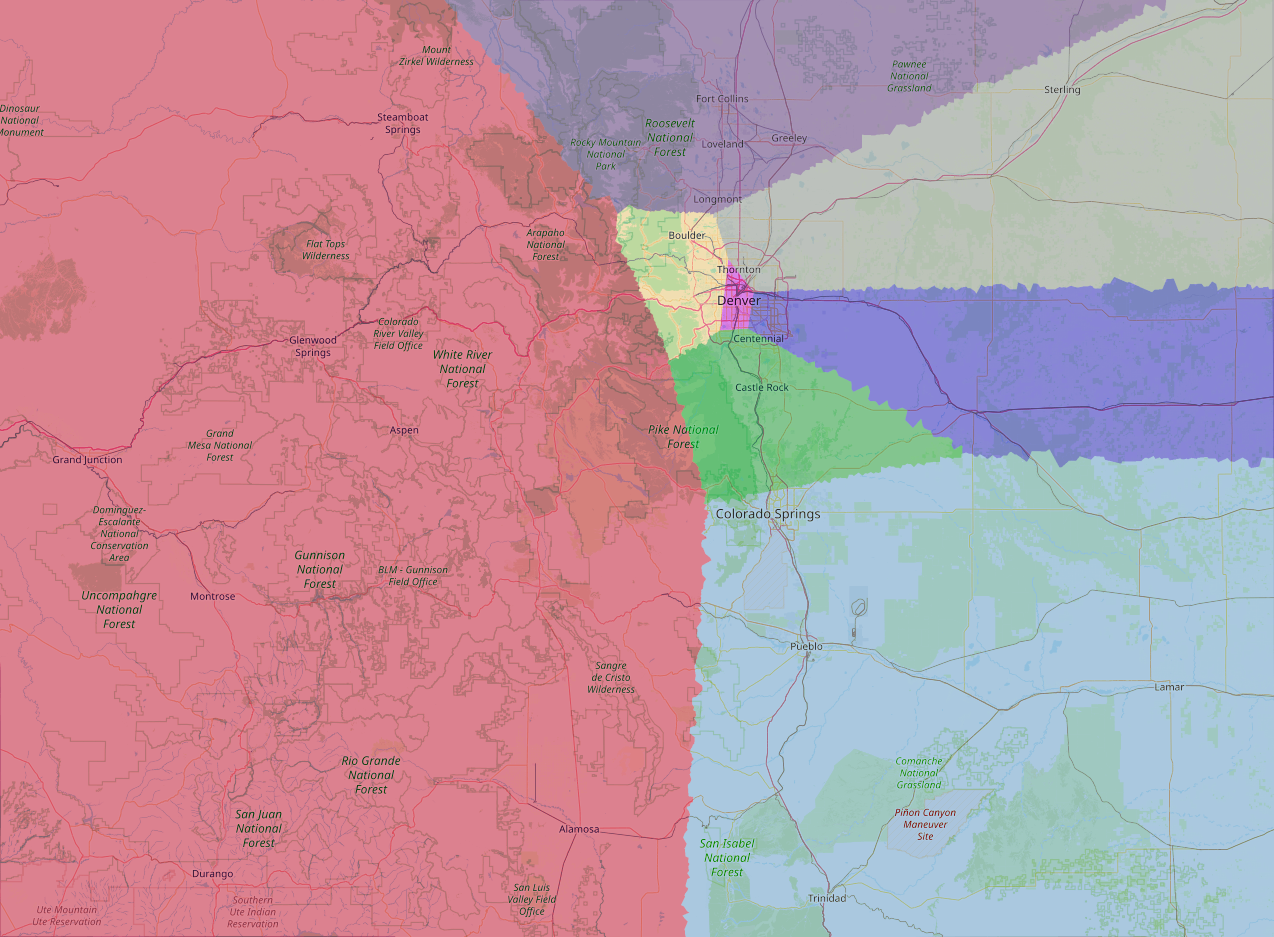 Mount
Zirkel Wilderness
Pawnee
National
Grassland
Sterling
Fort Collins
Dinosaur
National
Monument
Steamboat
Springs
Roosevelt
National
Forest
Rocky Mountain
National
Park
Loveland
Greeley
Longmont
Arapaho
National
Forest
Boulder
Flat Tops
Wilderness
Thornton
Denver
Colorado
River Valley
Field Office
Glenwood
Springs
Centennial
White River
National
Forest
Castle Rock
Aspen
Pike National
Forest
Grand
Mesa National
Forest
Grand Junction
Dominguez-
Escalante
National
Conservation
Area
Colorado Springs
Gunnison
National
Forest
BLM - Gunnison
Field Office
Uncompahgre
National
Forest
Montrose
Pueblo
Sangre
de Cristo
Wilderness
Lamar
Rio Grande
National
Forest
Comanche
National
Grassland
San Juan
National
Forest
Piñon Canyon
Maneuver
Site
Alamosa
San Isabel
National
Forest
Durango
San Luis
Valley Field
Office
Trinidad
Ute Mountain
Ute Reservation
Southern
Ute Indian
Reservation